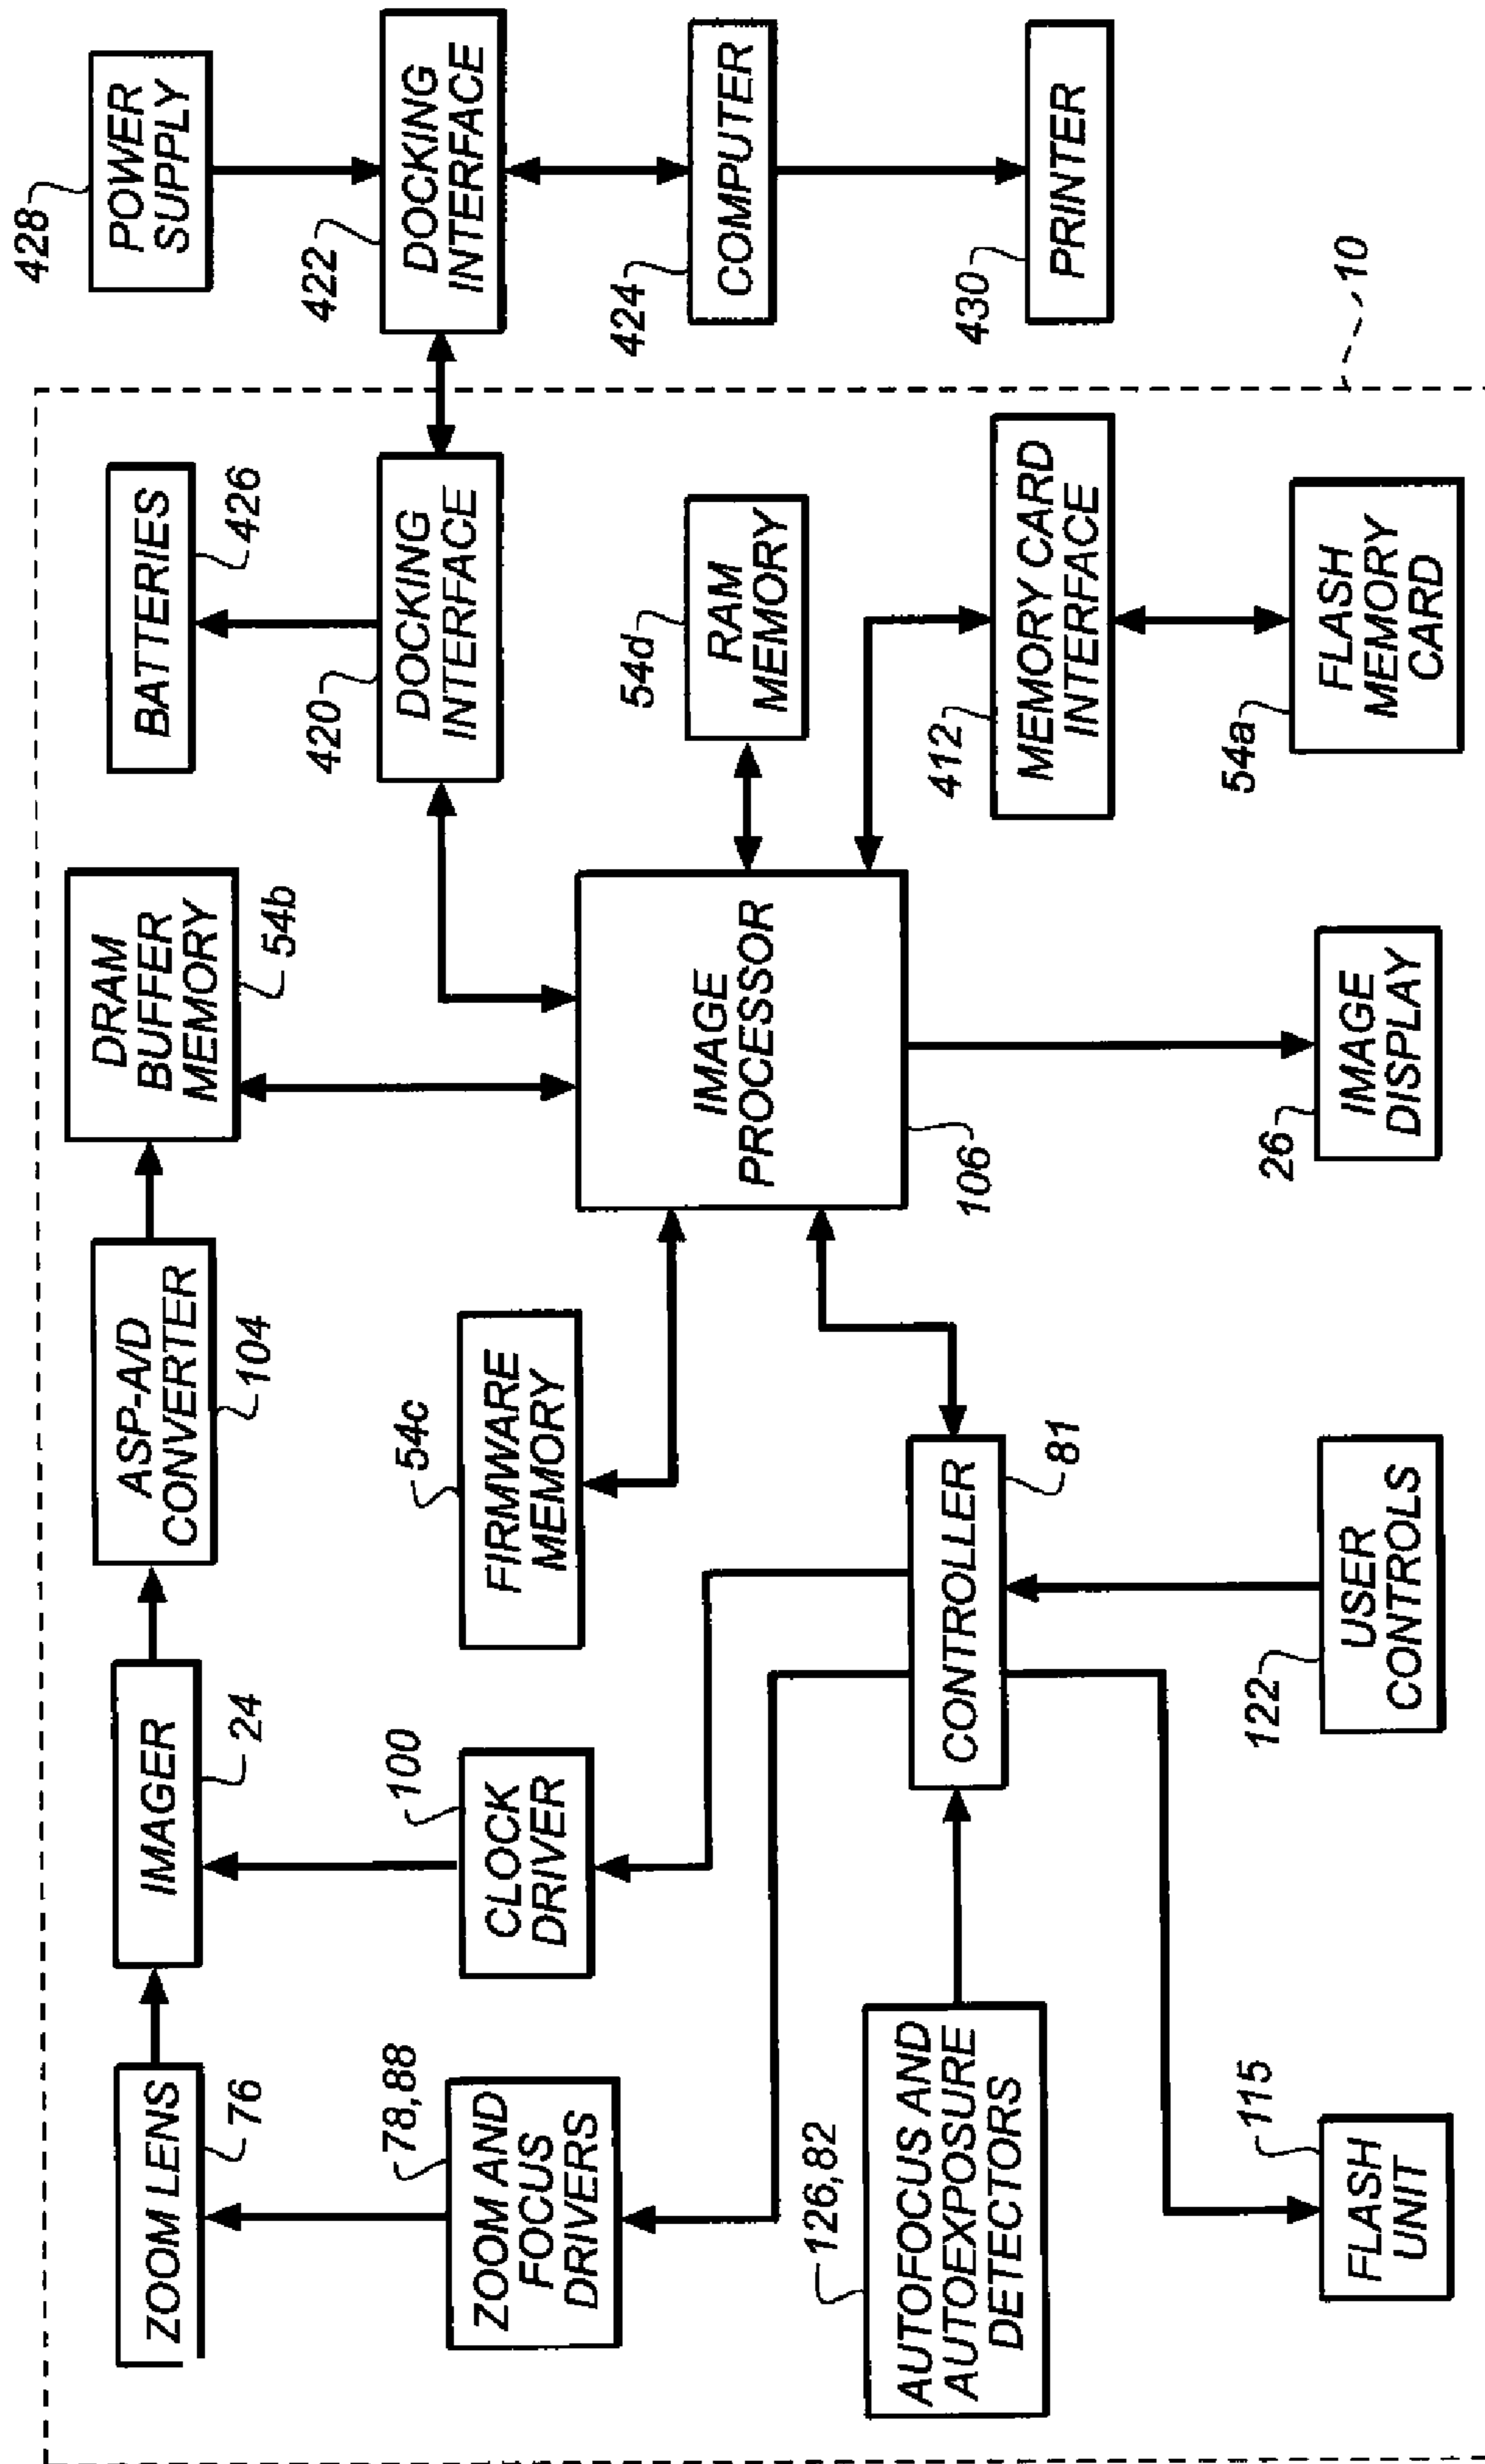 ZOOM LENS
76
IMAGER
24
ASP-A/D
CONVERTER
104
DRAM
BUFFER
MEMORY
54b
BATTERIES
426
POWER
SUPPLY
428
78,88
ZOOM AND
FOCUS
DRIVERS
100
CLOCK
DRIVER
54c
FIRMWARE
MEMORY
420
DOCKING
INTERFACE
422
DOCKING
INTERFACE
IMAGE
PROCESSOR
106
54d
RAM
MEMORY
424
COMPUTER
126,82
AUTOFOCUS AND
AUTOEXPOSURE
DETECTORS
CONTROLLER
81
412
MEMORY CARD
INTERFACE
430
PRINTER
115
FLASH
UNIT
122
USER
CONTROLS
26
IMAGE
DISPLAY
54a
FLASH
MEMORY
CARD
10